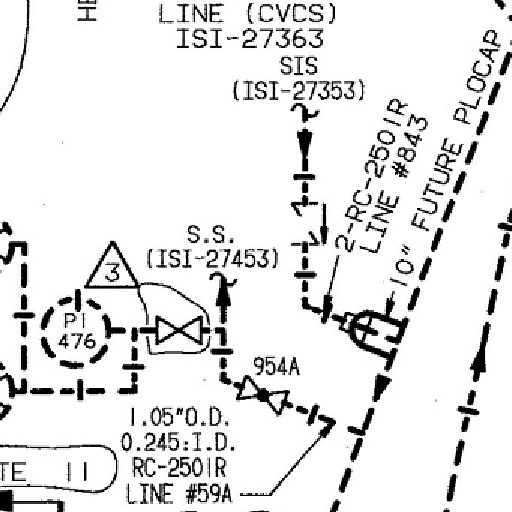 HE
LINE (CVCS)
ISI-27363
SIS
(ISI-27353)
2-RC-2501R
LINE #843
10" FUTURE PLOCAP
S.S.
(ISI-27453)
3
PI
476
954A
1.05"O.D.
0.245:I.D.
RC-2501R
LINE #59A
TE 11